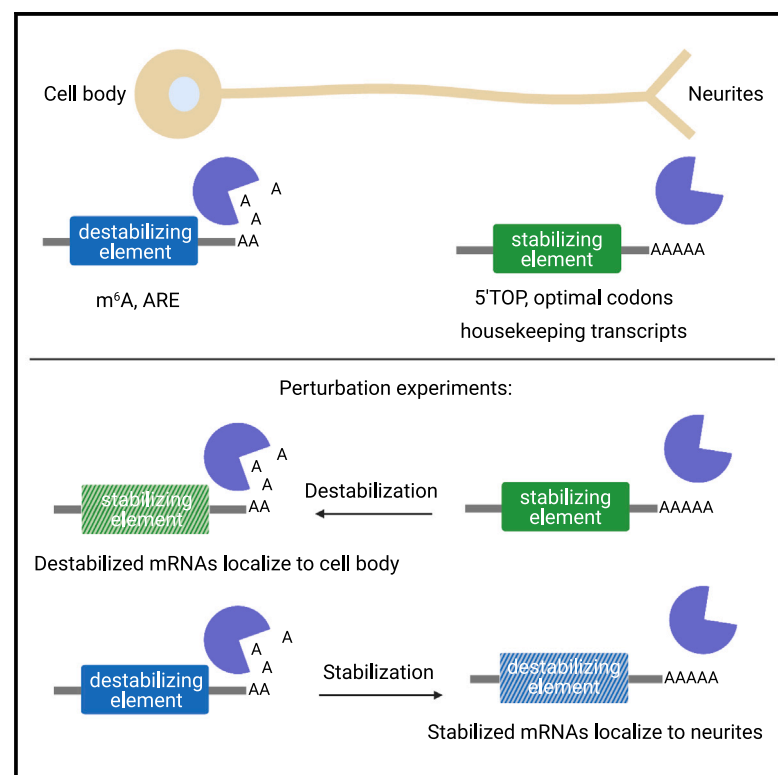 Cell body
Neurites
A
A
A
destabilizing
element
AA
m⁶A, ARE
stabilizing
element
AAAAA
5'TOP, optimal codons
housekeeping transcripts
Perturbation experiments:
A
A
A
stabilizing
element
AA
Destabilization
stabilizing
element
AAAAA
Destabilized mRNAs localize to cell body
A
A
A
destabilizing
element
AA
Stabilization
destabilizing
element
AAAAA
Stabilized mRNAs localize to neurites